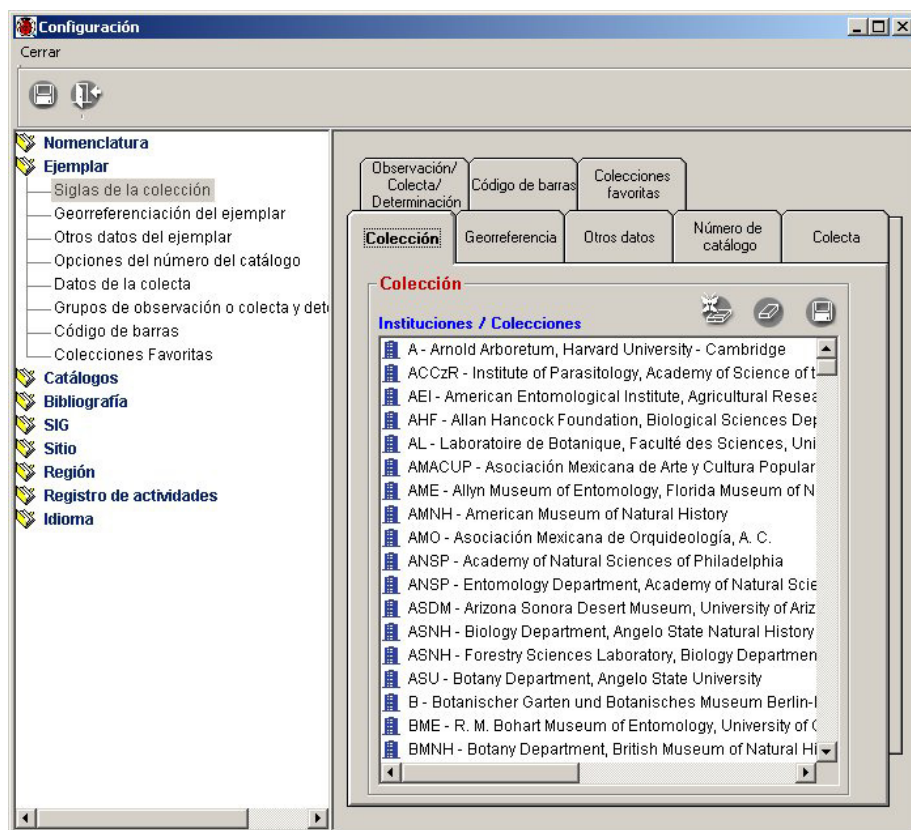 Configuración
Cerrar
Nomenclatura
Ejemplar
Siglas de la colección
Georreferenciación del ejemplar
Otros datos del ejemplar
Opciones del número del catálogo
Datos de la colecta
Grupos de observación o colecta y det
Código de barras
Colecciones Favoritas
Catálogos
Bibliografía
SIG
Sitio
Región
Registro de actividades
Idioma
Observación/
Colecta/
Determinación
Código de barras
Colecciones
favoritas
Colección
Georreferencia
Otros datos
Número de
catálogo
Colecta
Colección
Instituciones / Colecciones
A - Arnold Arboretum, Harvard University - Cambridge
ACCzR - Institute of Parasitology, Academy of Science of t
AEI - American Entomological Institute, Agricultural Resea
AHF - Allan Hancock Foundation, Biological Sciences Dep
AL - Laboratoire de Botanique, Faculté des Sciences, Uni
AMACUP - Asociación Mexicana de Arte y Cultura Popular
AME - Allyn Museum of Entomology, Florida Museum of N
AMNH - American Museum of Natural History
AMO - Asociación Mexicana de Orquideología, A. C.
ANSP - Academy of Natural Sciences of Philadelphia
ANSP - Entomology Department, Academy of Natural Scie
ASDM - Arizona Sonora Desert Museum, University of Ariz
ASNH - Biology Department, Angelo State Natural History
ASNH - Forestry Sciences Laboratory, Biology Departmen
ASU - Botany Department, Angelo State University
B - Botanischer Garten und Botanisches Museum Berlin-
BME - R. M. Bohart Museum of Entomology, University of
BMNH - Botany Department, British Museum of Natural Hi